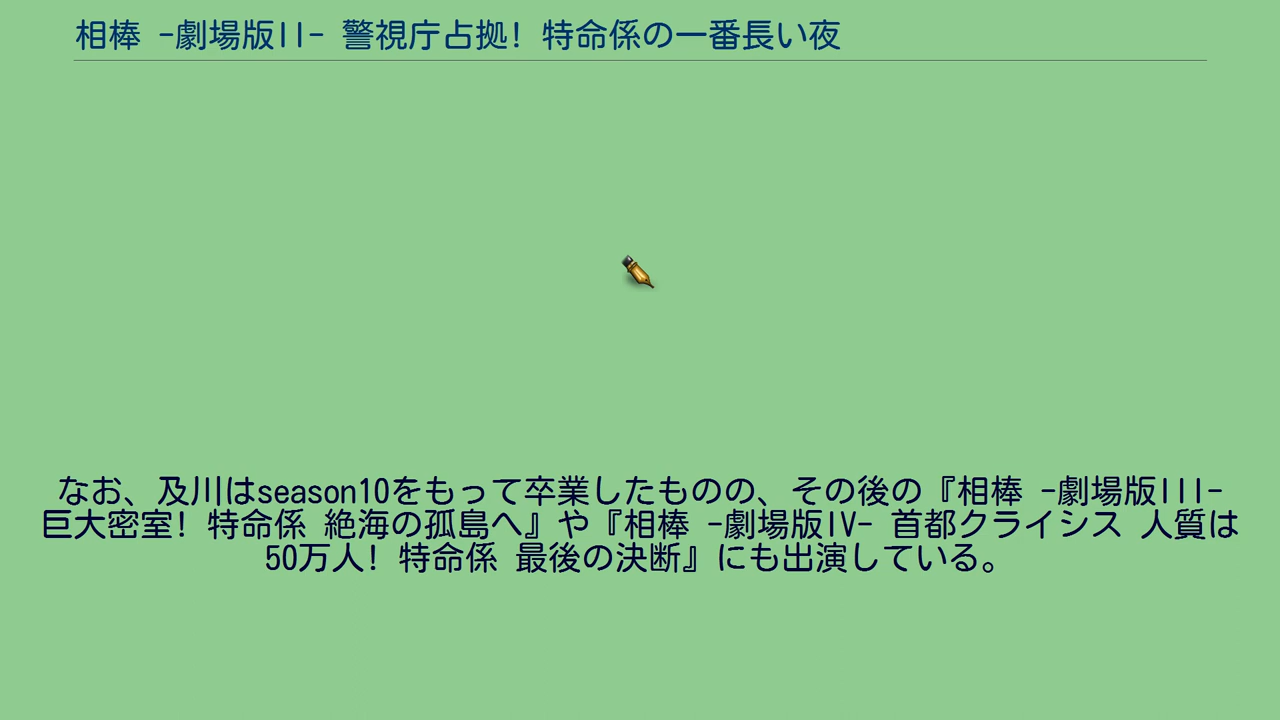 相棒 -劇場版II- 警視庁占拠! 特命係の一番長い夜
なお、及川はseason10をもって卒業したものの、その後の『相棒 -劇場版III-
巨大密室! 特命係 絶海の孤島へ』や『相棒 -劇場版IV- 首都クライシス 人質は
50万人! 特命係 最後の決断』にも出演している。